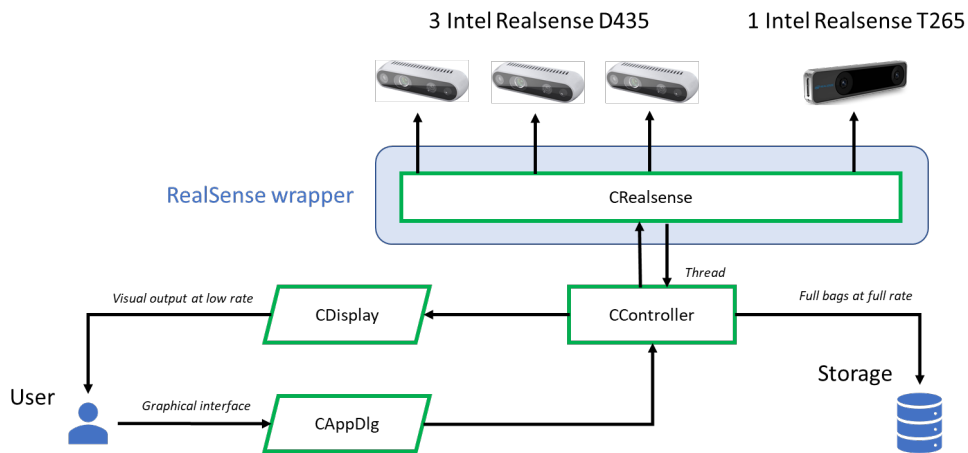 3 Intel Realsense D435
1 Intel Realsense T265
RealSense wrapper
CRealsense
Thread
Visual output at low rate
Full bags at full rate
CDisplay
CController
User
Storage
Graphical interface
CAppDlg